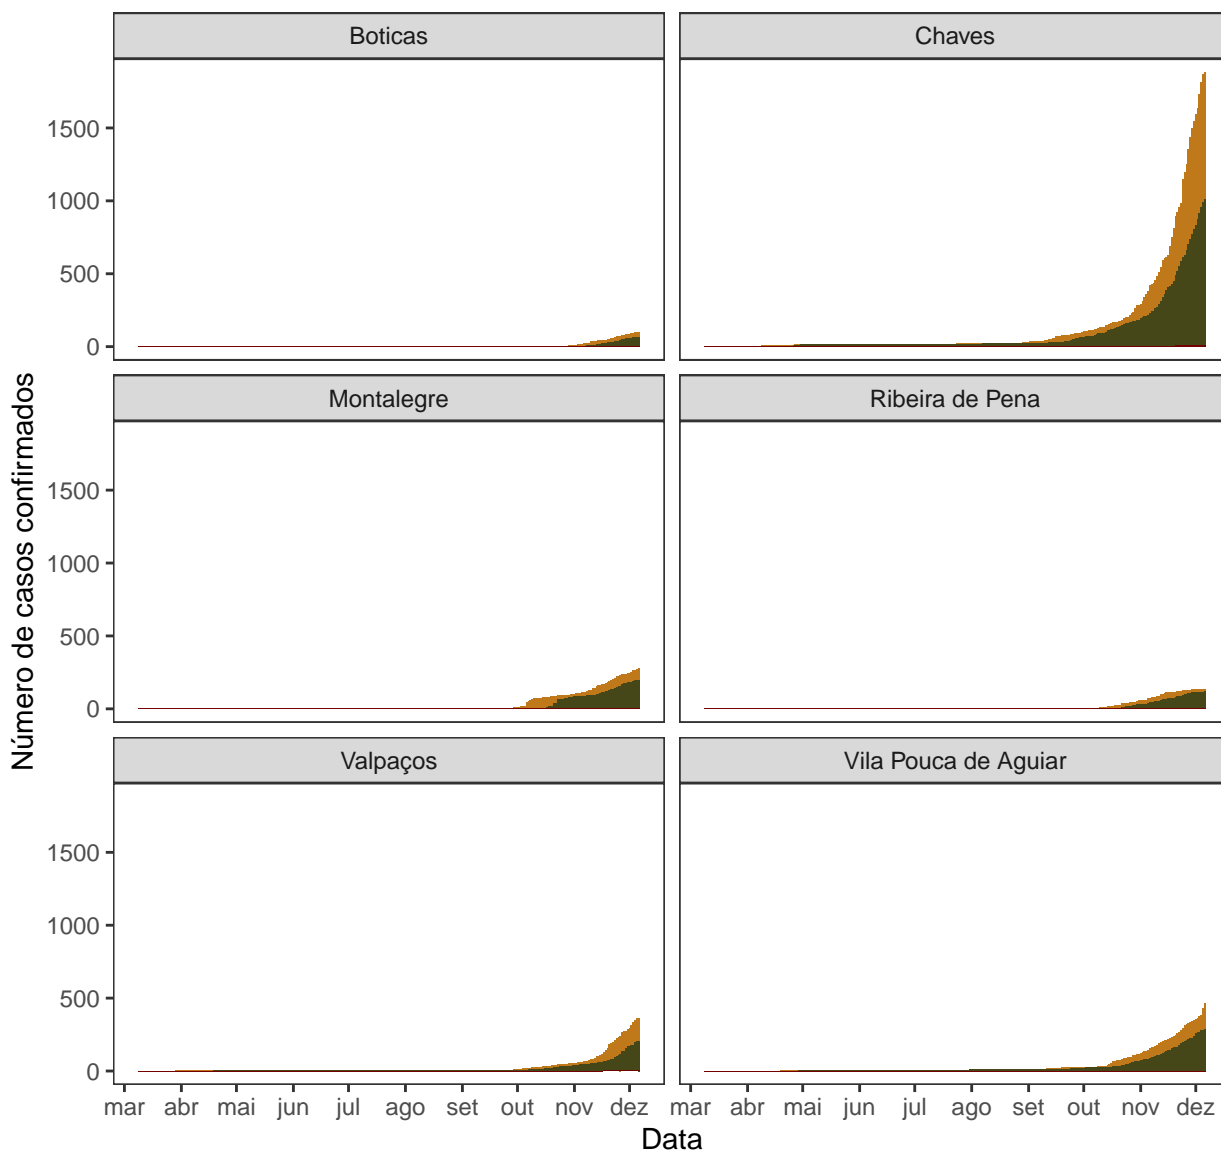 Boticas
Chaves
1500
1000
500
0
Montalegre
Ribeira de Pena
1500
1000
500
0
Valpaços
Vila Pouca de Aguiar
1500
1000
500
0
mar abr mai jun jul ago set out nov dez
mar abr mai jun jul ago set out nov dez
Data
Número de casos confirmados